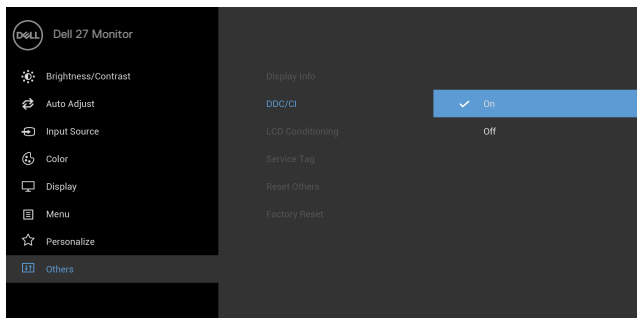 DELL Dell 27 Monitor
Brightness/Contrast
Auto Adjust
Input Source
Color
Display
Menu
Personalize
Others
Display Info
DDC/CI
LCD Conditioning
Service Tag
Reset Others
Factory Reset
On
Off